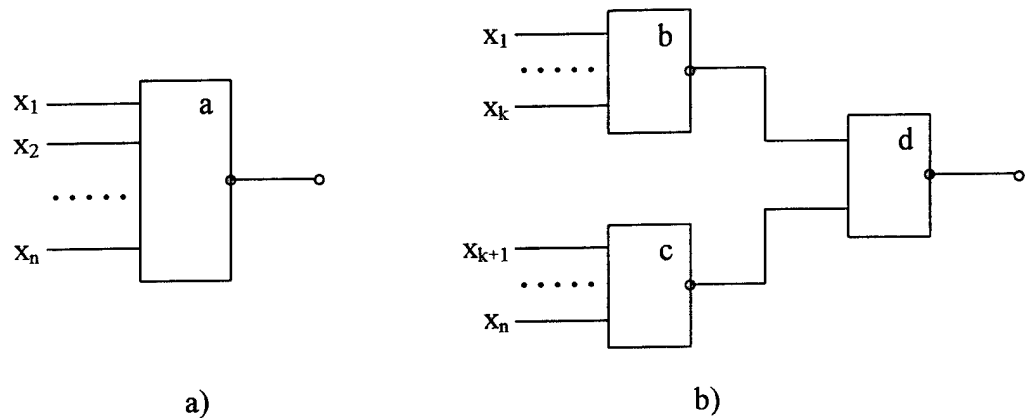 x1
x2
.....
xn
a
a)
x1
.....
xk
b
xk+1
.....
xn
c
d
b)